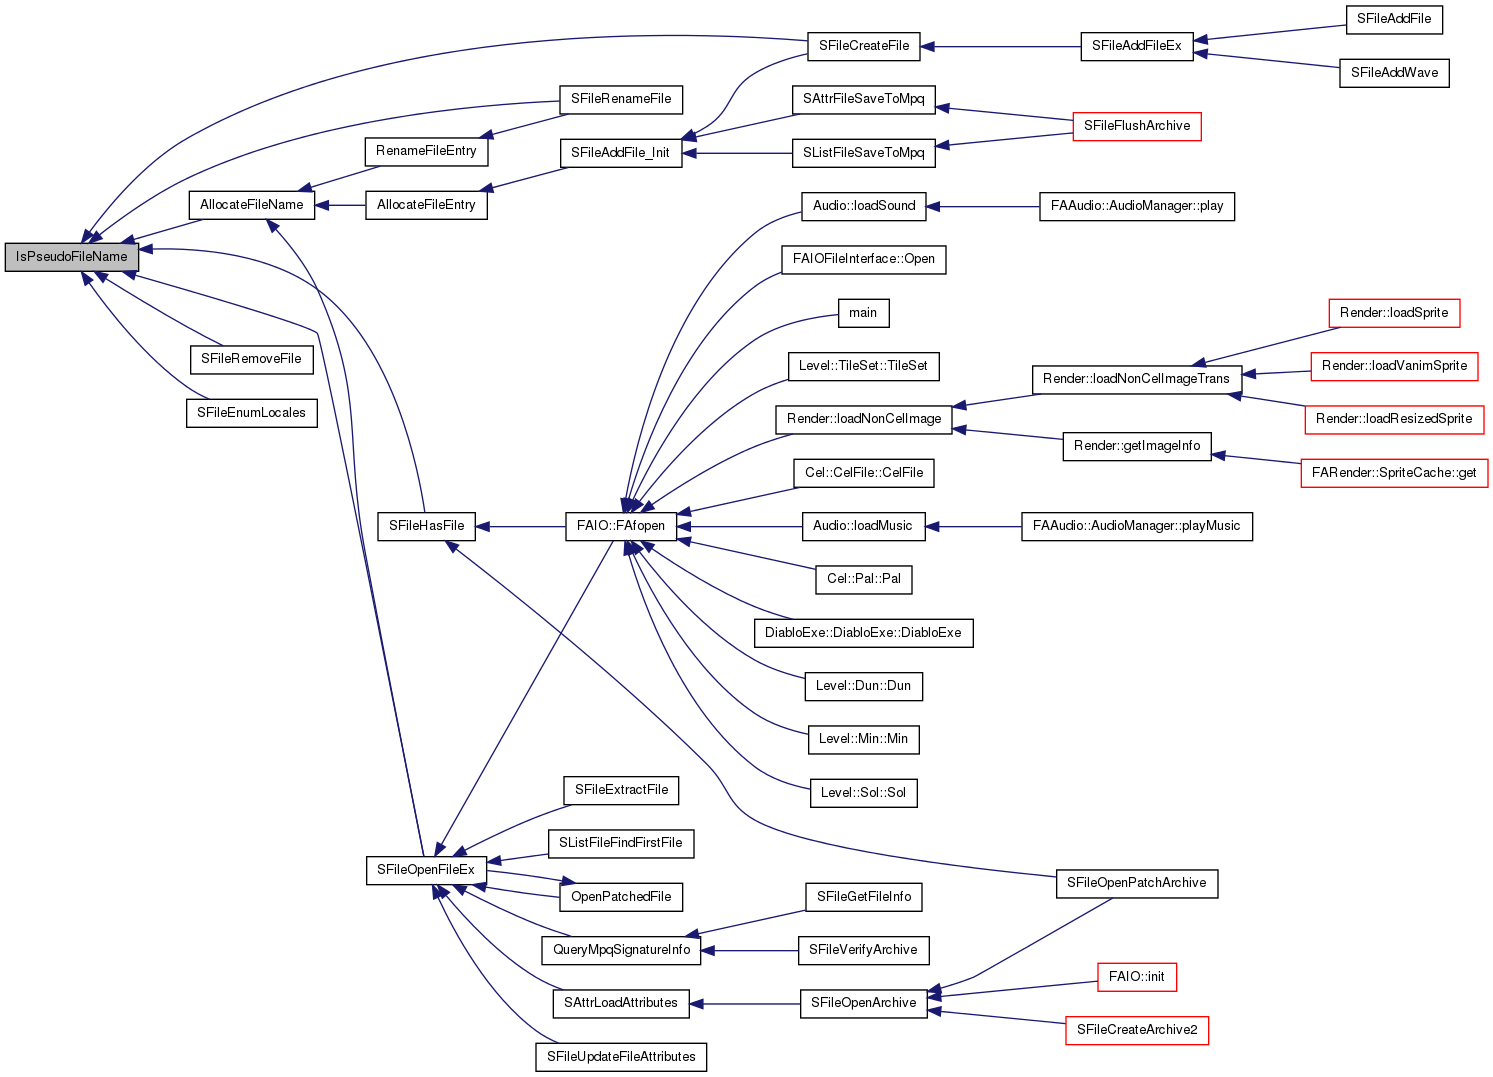 SFileAddFile
SFileCreateFile
SFileAddFileEx
SFileAddWave
SFileRenameFile
SAttrFileSaveToMpq
SFileFlushArchive
RenameFileEntry
SFileAddFile_Init
SListFileSaveToMpq
AllocateFileName
AllocateFileEntry
Audio::loadSound
FAAudio::AudioManager::play
IsPseudoFileName
FAIOFileInterface::Open
main
Render::loadSprite
SFileRemoveFile
Level::TileSet::TileSet
Render::loadVanimSprite
Render::loadNonCelImageTrans
SFileEnumLocales
Render::loadNonCelImage
Render::loadResizedSprite
Render::getImageInfo
Cel::CelFile::CelFile
FARender::SpriteCache::get
SFileHasFile
FAIO::FAfopen
Audio::loadMusic
FAAudio::AudioManager::playMusic
Cel::Pal::Pal
DiabloExe::DiabloExe::DiabloExe
Level::Dun::Dun
Level::Min::Min
SFileExtractFile
Level::Sol::Sol
SListFileFindFirstFile
SFileOpenFileEx
SFileOpenPatchArchive
OpenPatchedFile
SFileGetFileInfo
QueryMpqSignatureInfo
SFileVerifyArchive
FAIO::init
SAttrLoadAttributes
SFileOpenArchive
SFileCreateArchive2
SFileUpdateFileAttributes